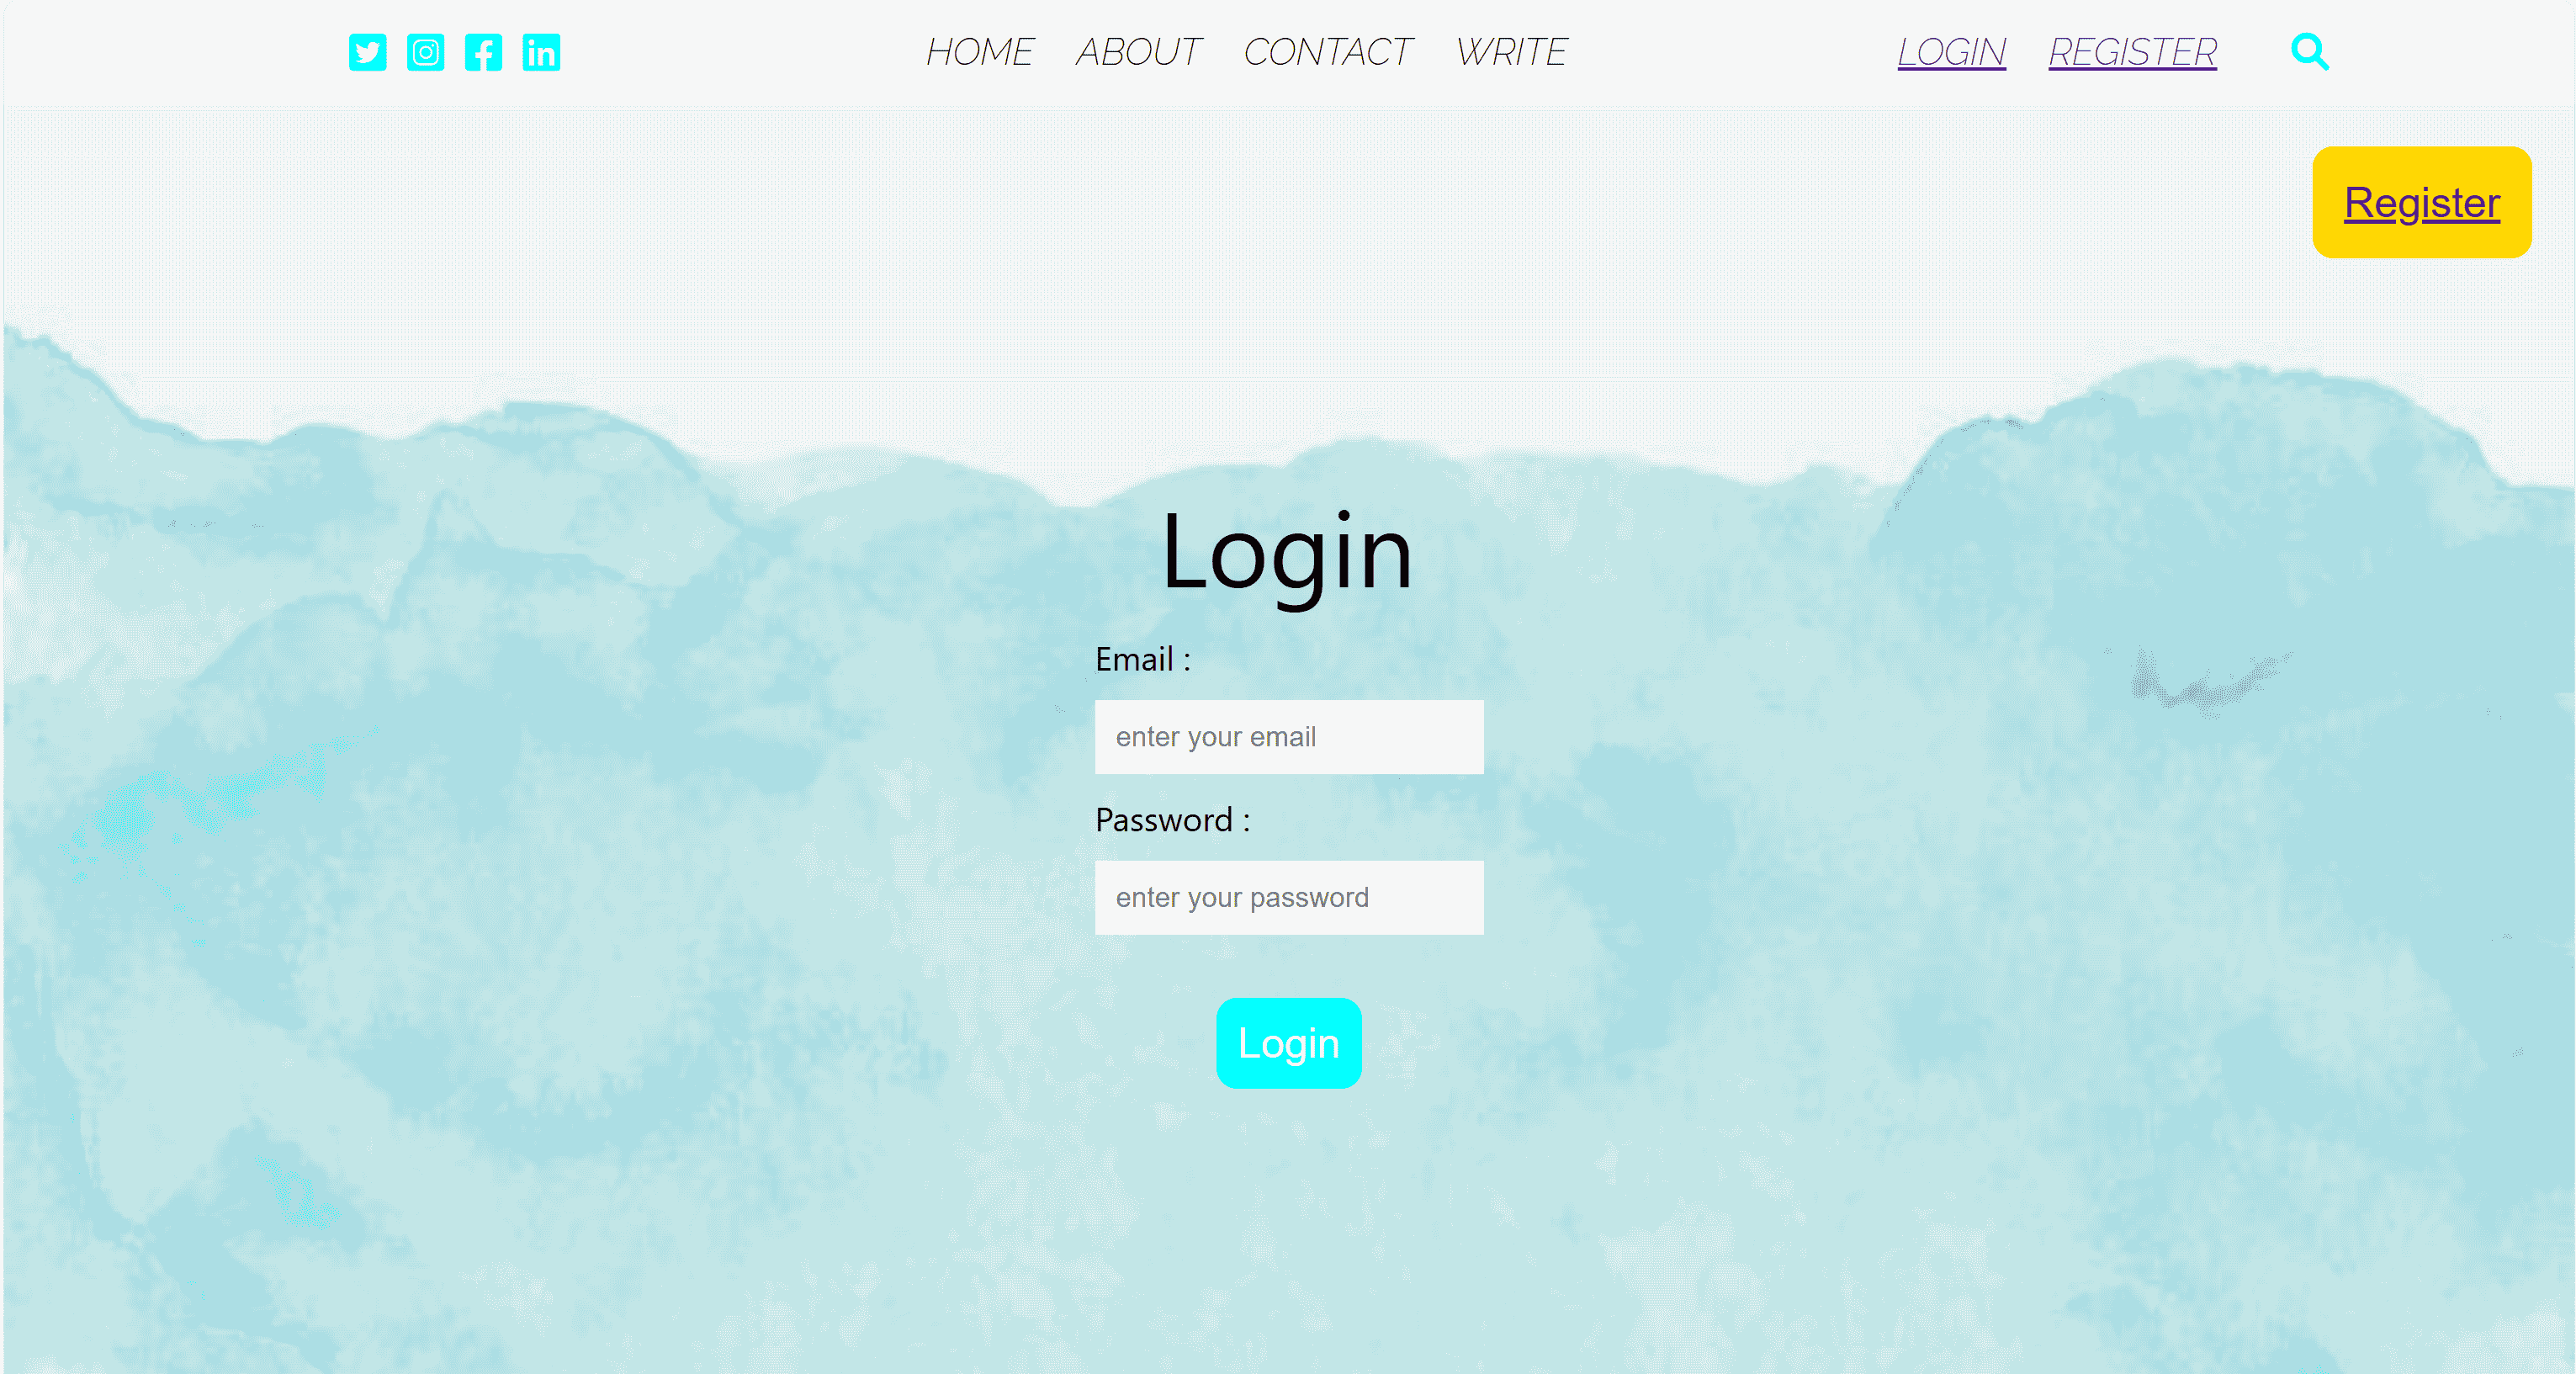 HOME ABOUT CONTACT WRITE LOGIN REGISTER
Register
Login
Email :
enter your email
Password :
enter your password
Login